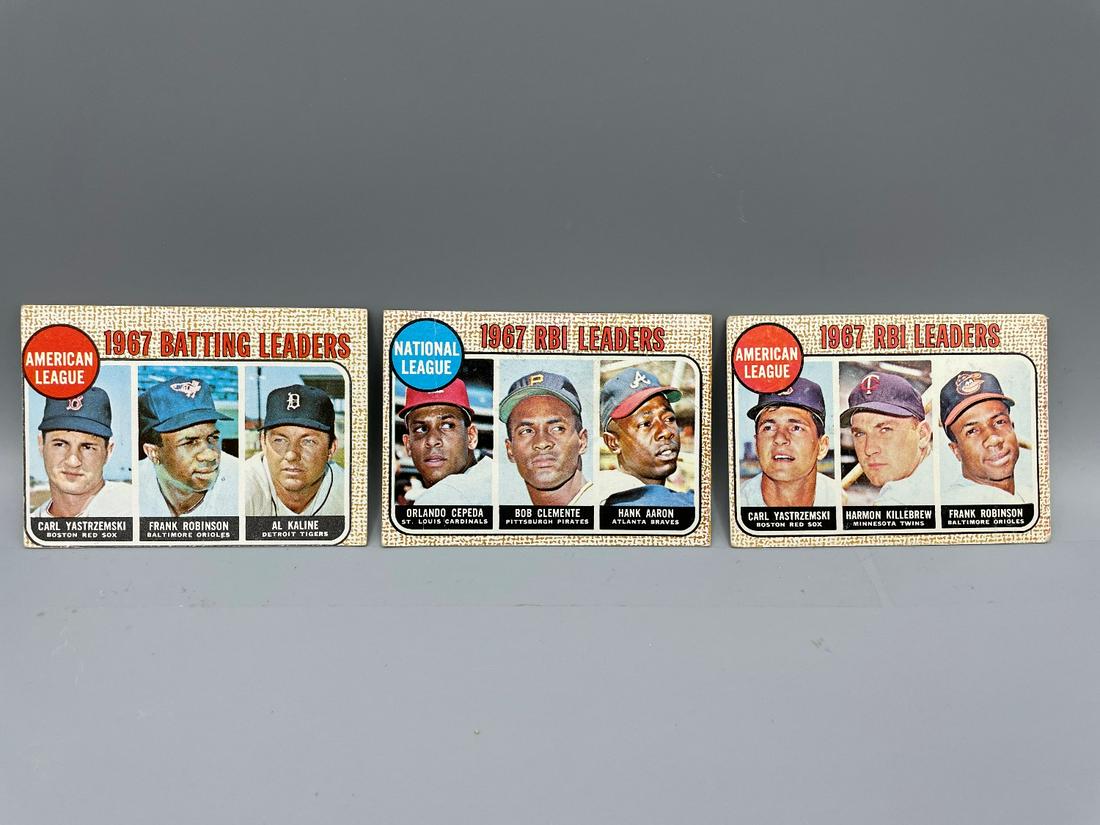 AMERICAN LEAGUE
1967 BATTING LEADERS
CARL YASTRZEMSKI
BOSTON RED SOX
FRANK ROBINSON
BALTIMORE ORIOLES
AL KALINE
DETROIT TIGERS
D
NATIONAL LEAGUE
1967 RBI LEADERS
P
A
ORLANDO CEPEDA
ST. LOUIS CARDINALS
BOB CLEMENTE
PITTSBURGH PIRATES
HANK AARON
ATLANTA BRAVES
AMERICAN LEAGUE
1967 RBI LEADERS
T
CARL YASTRZEMSKI
BOSTON RED SOX
HARMON KILLEBREW
MINNESOTA TWINS
FRANK ROBINSON
BALTIMORE ORIOLES